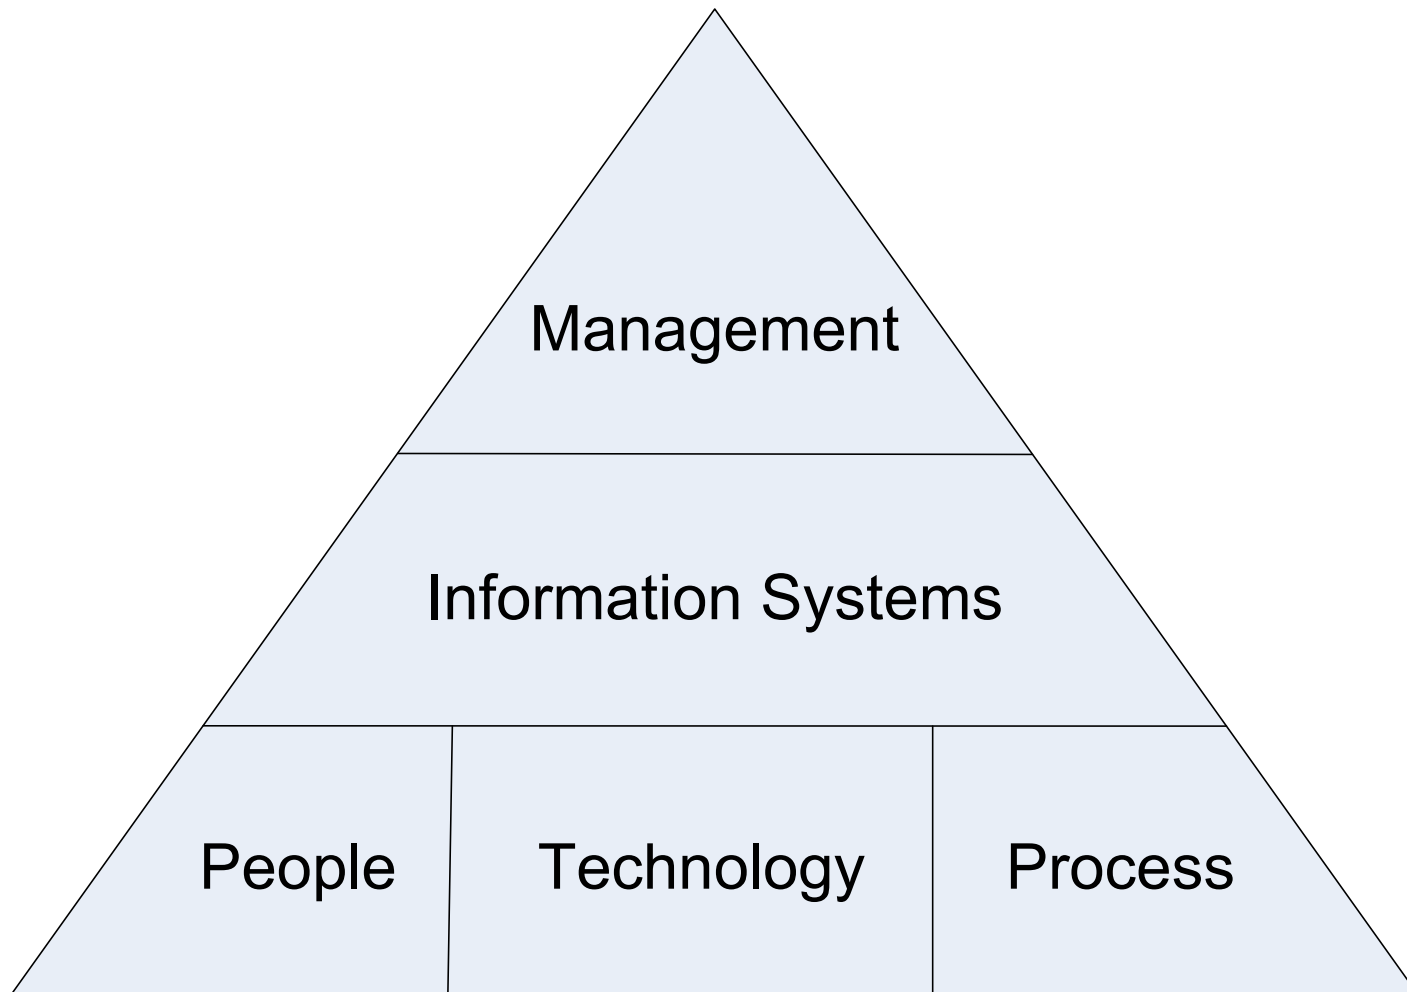 Management
Information Systems
People
Technology
Process